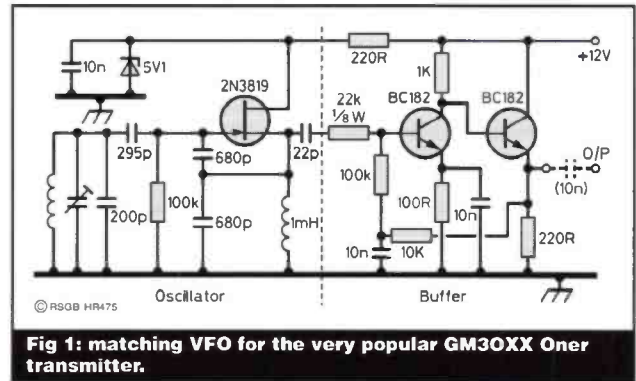 220R
+12V
10n
5V1
2N3819
1K
22k
1/8 W
BC182
BC182
295p
680p
22p
O/P
100k
(10n)
200p
100k
680p
1mH
100R
10n
10n
10K
220R
© RSGB HR475
Oscillator
Buffer
Fig 1: matching VFO for the very popular GM3OXX Oner
transmitter.